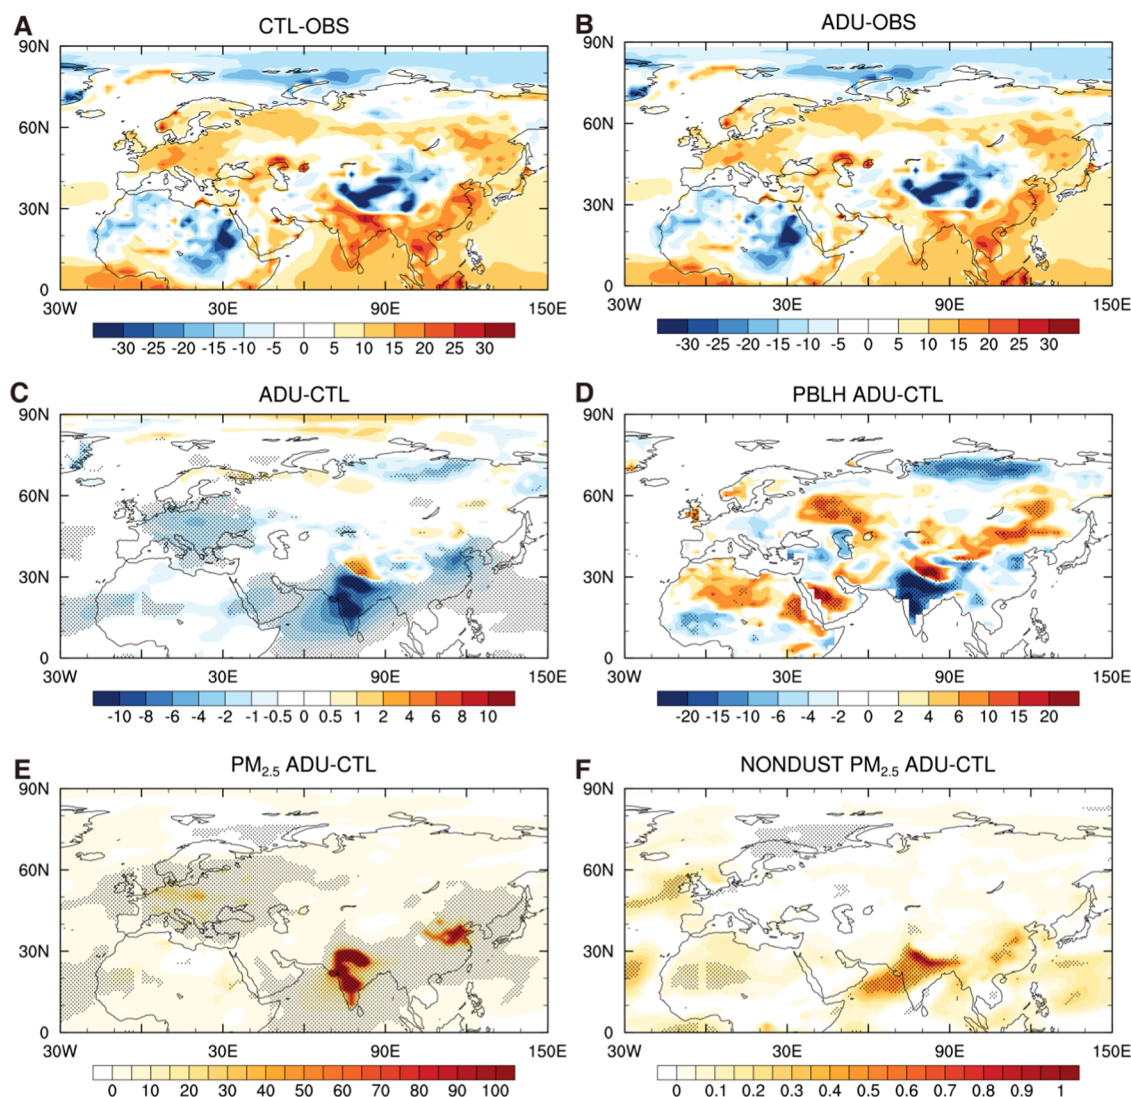 A CTL-OBS
90N
60N
30N
0
30W 30E 90E 150E
-30 -25 -20 -15 -10 -5 0 5 10 15 20 25 30
B ADU-OBS
90N
60N
30N
0
30W 30E 90E 150E
-30 -25 -20 -15 -10 -5 0 5 10 15 20 25 30
C ADU-CTL
90N
60N
30N
0
30W 30E 90E 150E
-10 -8 -6 -4 -2 -1 -0.5 0 0.5 1 2 4 6 8 10
D PBLH ADU-CTL
90N
60N
30N
0
30W 30E 90E 150E
-20 -15 -10 -6 -4 -2 0 2 4 6 10 15 20
E PM2.5 ADU-CTL
90N
60N
30N
0
30W 30E 90E 150E
0 5 10 20 30 40 50 60 70 80 90 100
F NONDUST PM2.5 ADU-CTL
90N
60N
30N
0
30W 30E 90E 150E
0 0.1 0.2 0.3 0.4 0.5 0.6 0.7 0.8 0.9 1